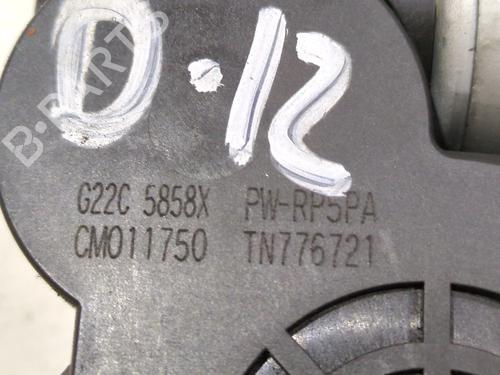 D·12
B-PARTS
G22C 5858X PW-RP5PA
CM011750 TN776721